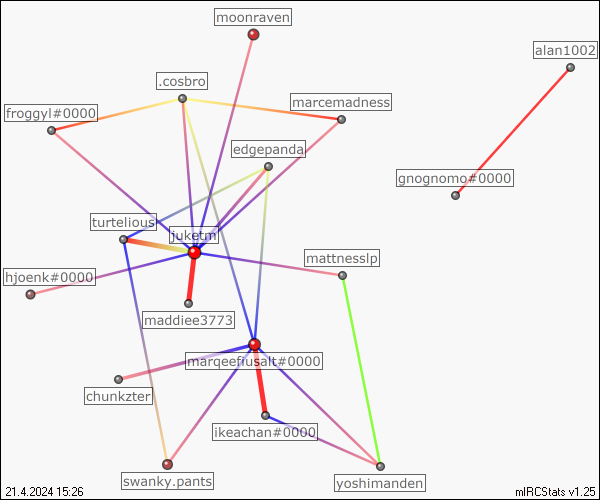 moonraven
alan1002
.cosbro
froggyl#0000
marcemadness
edgepanda
gnognomo#0000
turtelious
juketm
mattnesslp
hjoenk#0000
maddiee3773
marqeefiusalt#0000
chunkzter
ikeachan#0000
swanky.pants
yoshimanden
21.4.2024 15:26
mIRCStats v1.25